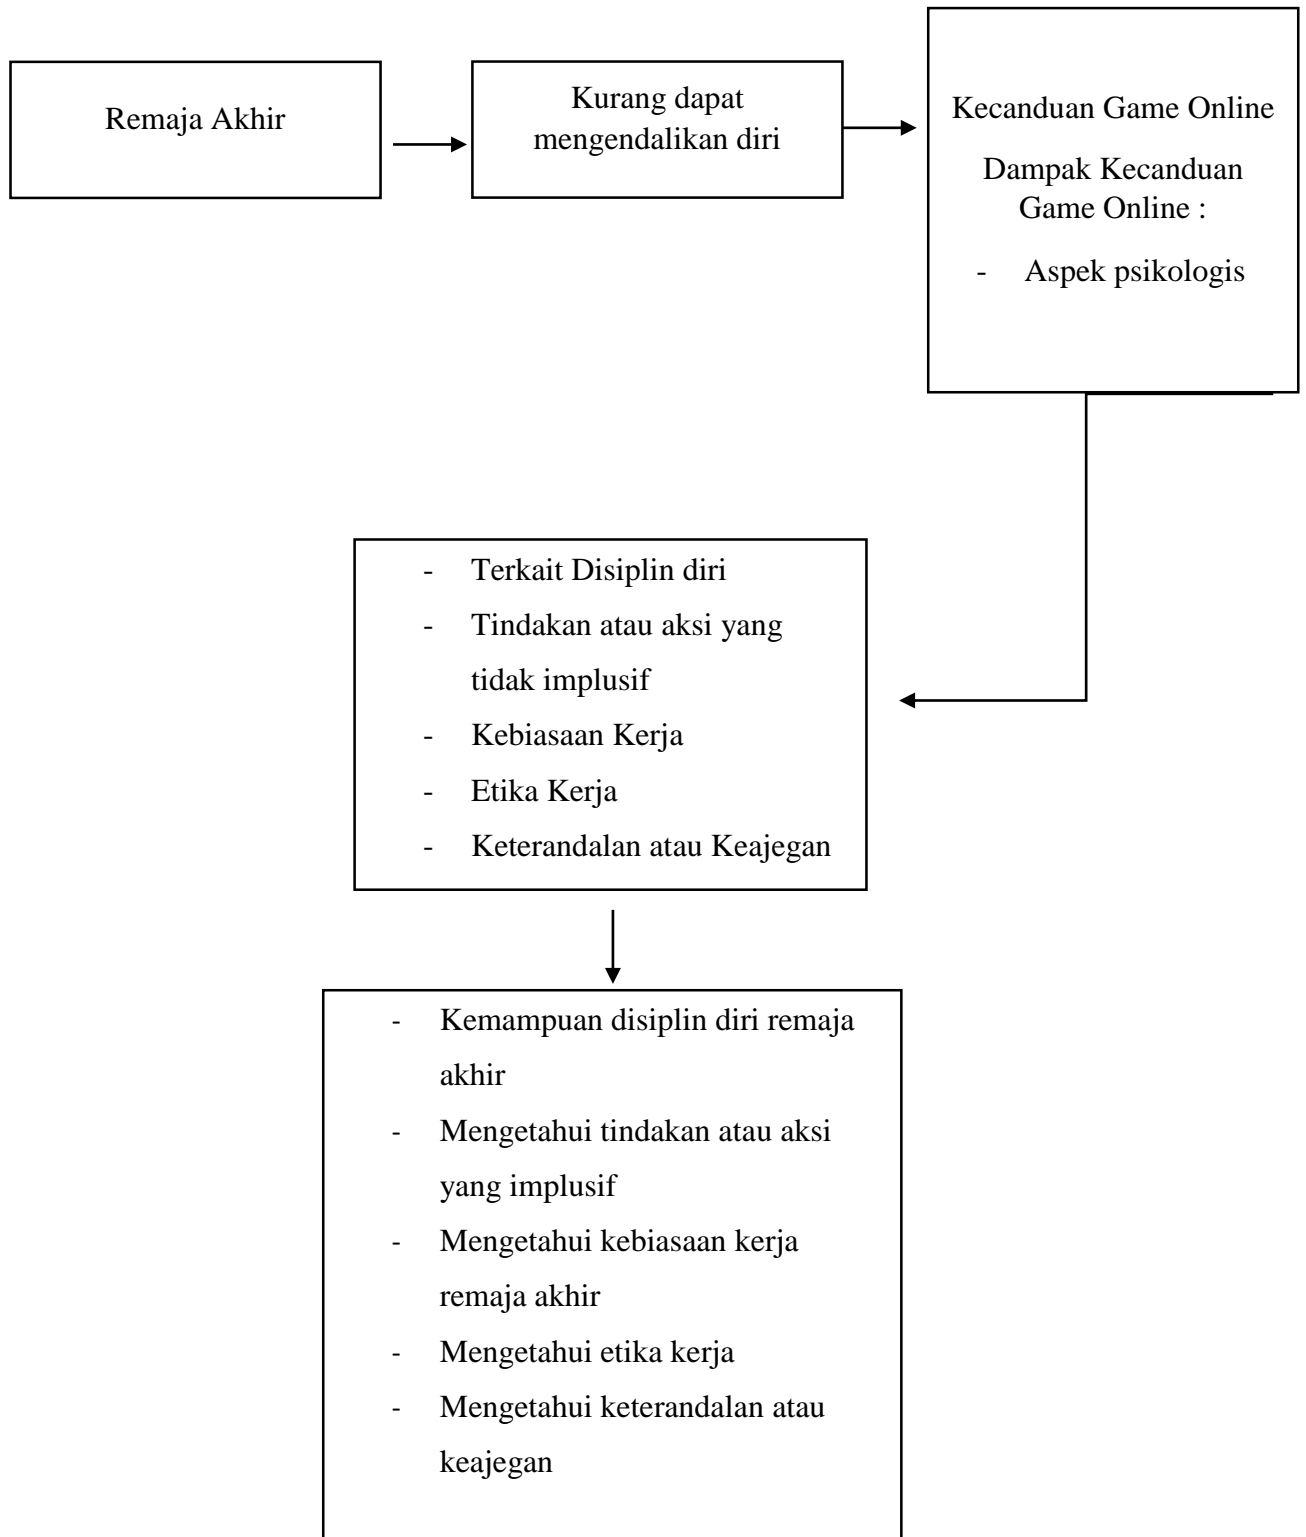 Remaja Akhir
Kurang dapat
mengendalikan diri
Kecanduan Game Online
Dampak Kecanduan
Game Online :
- Aspek psikologis
- Terkait Disiplin diri
- Tindakan atau aksi yang
tidak implusif
- Kebiasaan Kerja
- Etika Kerja
- Keterandalan atau Keajegan
- Kemampuan disiplin diri remaja
akhir
- Mengetahui tindakan atau aksi
yang implusif
- Mengetahui kebiasaan kerja
remaja akhir
- Mengetahui etika kerja
- Mengetahui keterandalan atau
keajegan